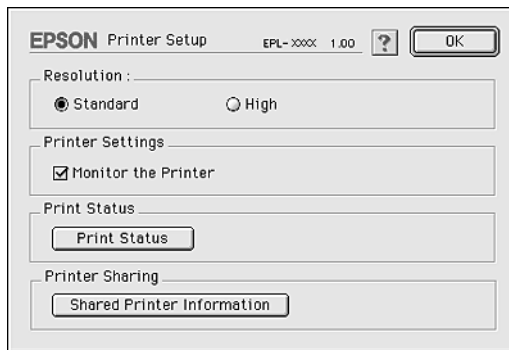 EPSON Printer Setup EPL-XXXX 1.00 ? OK
Resolution :
Standard High
Printer Settings
Monitor the Printer
Print Status
Print Status
Printer Sharing
Shared Printer Information